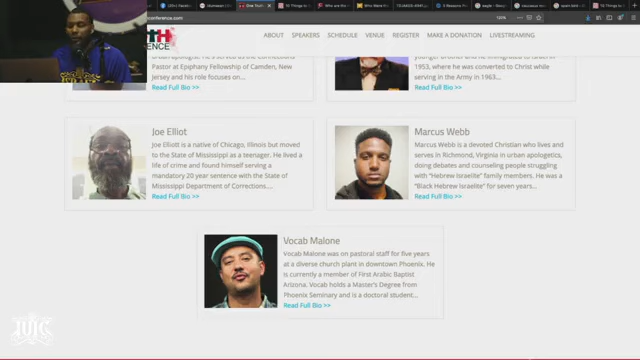 ABOUT SPEAKERS SCHEDULE VENUE REGISTER MAKE A DONATION LIVESTREAMING
Pastor at Epiphany Fellowship of Camden, New
Jersey and his role focuses on...
Read Full Bio >>
1953, where he was converted to Christ while
serving in the Army in 1963...
Read Full Bio >>
Joe Elliot
Joe Elliott is a native of Chicago, Illinois but moved
to the State of Mississippi as a teenager. He lived a
life of crime and found himself serving a
mandatory 20 year sentence with the State of
Mississippi Department of Corrections....
Read Full Bio >>
Marcus Webb
Marcus Webb is a devoted Christian who lives and
serves in Richmond, Virginia in urban apologetics,
doing debates and counseling people struggling
with "Hebrew Israelite" family members. He was a
"Black Hebrew Israelite" for seven years...
Read Full Bio >>
Vocab Malone
Vocab Malone was on pastoral staff for five years
at a diverse church plant in downtown Phoenix. He
is currently a member of First Arabic Baptist
Arizona. Vocab holds a Master's Degree from
Phoenix Seminary and is a doctoral student...
Read Full Bio >>
IUIC